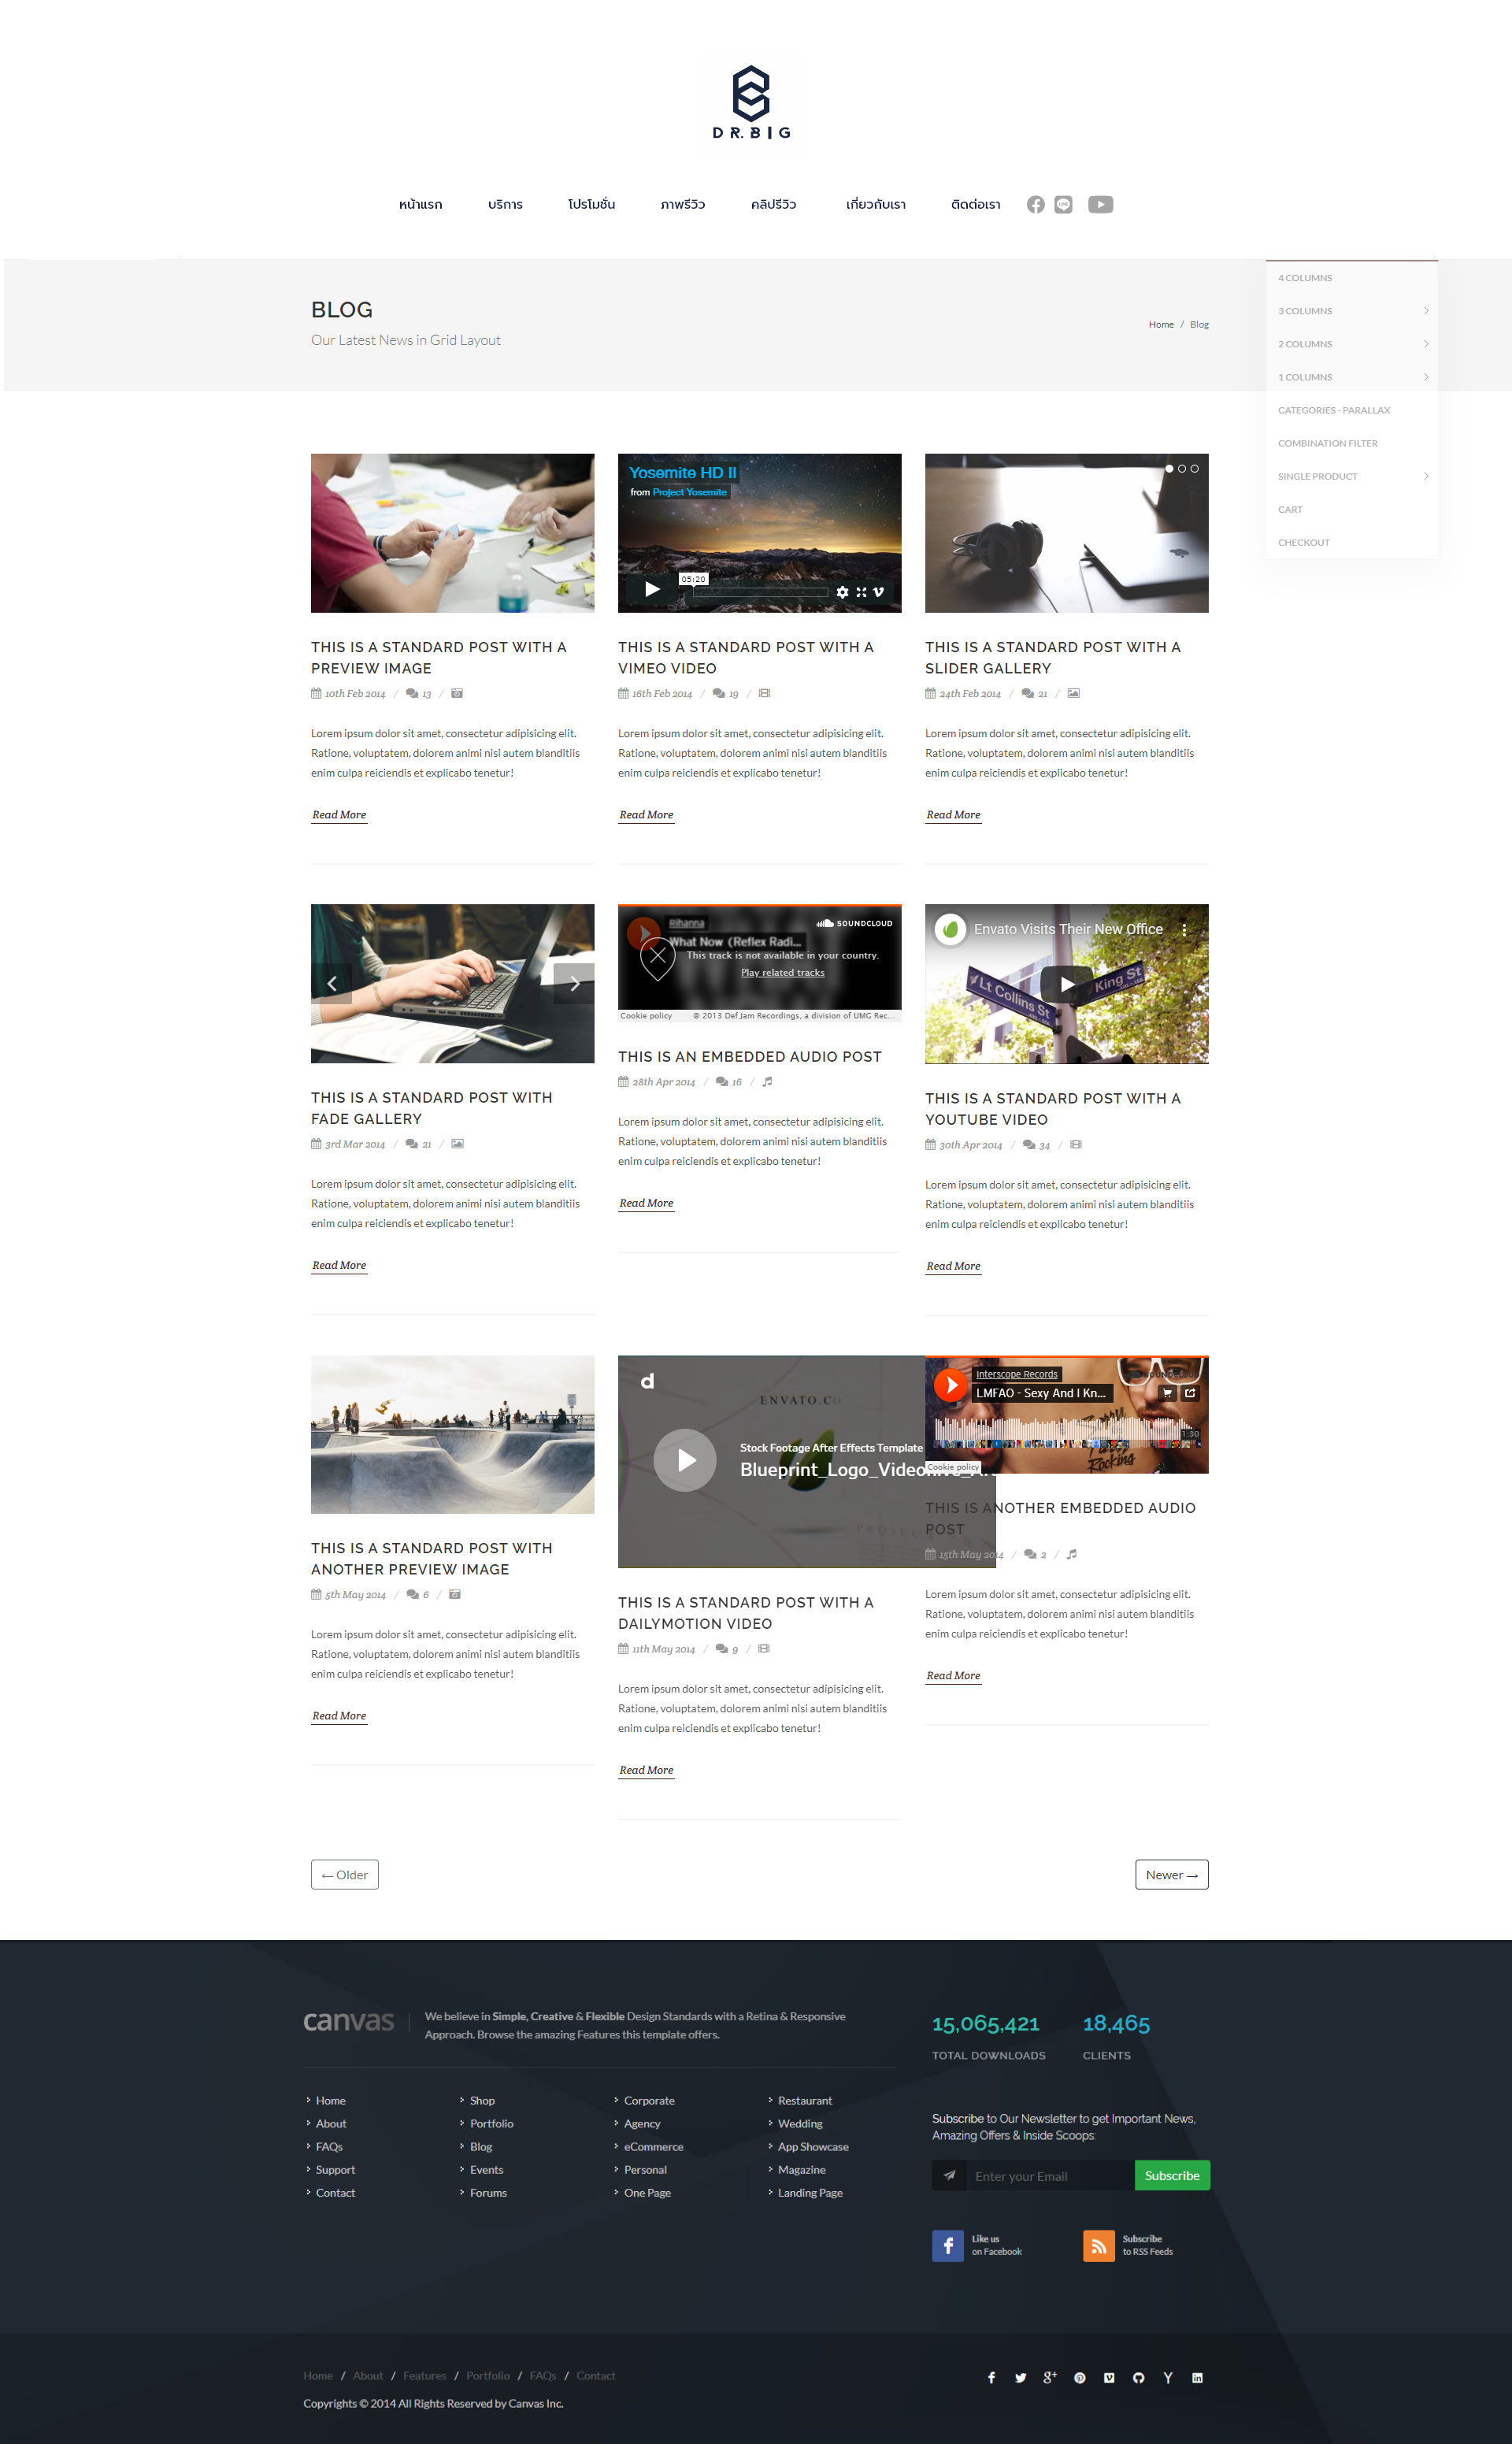 DR. BIG
หน้าแรก บริการ โปรโมชั่น ภาพรีวิว คลิปรีวิว เกี่ยวกับเรา ติดต่อเรา
BLOG
Our Latest News in Grid Layout
Home / Blog
4 COLUMNS
3 COLUMNS
2 COLUMNS
1 COLUMNS
CATEGORIES - PARALLAX
COMBINATION FILTER
SINGLE PRODUCT
CART
CHECKOUT
THIS IS A STANDARD POST WITH A
PREVIEW IMAGE
10th Feb 2014 / 13 /
Lorem ipsum dolor sit amet, consectetur adipisicing elit.
Ratione, voluptatem, dolorem animi nisi autem blanditiis
enim culpa reiciendis et explicabo tenetur!
Read More
Yosemite HD II
from Project Yosemite
05:20
THIS IS A STANDARD POST WITH A
VIMEO VIDEO
16th Feb 2014 / 19 /
Lorem ipsum dolor sit amet, consectetur adipisicing elit.
Ratione, voluptatem, dolorem animi nisi autem blanditiis
enim culpa reiciendis et explicabo tenetur!
Read More
THIS IS A STANDARD POST WITH A
SLIDER GALLERY
24th Feb 2014 / 21 /
Lorem ipsum dolor sit amet, consectetur adipisicing elit.
Ratione, voluptatem, dolorem animi nisi autem blanditiis
enim culpa reiciendis et explicabo tenetur!
Read More
THIS IS A STANDARD POST WITH
FADE GALLERY
3rd Mar 2014 / 21 /
Lorem ipsum dolor sit amet, consectetur adipisicing elit.
Ratione, voluptatem, dolorem animi nisi autem blanditiis
enim culpa reiciendis et explicabo tenetur!
Read More
Rihanna
SOUNDCLOUD
What Now (Reflex Radi...
This track is not available in your country.
Play related tracks
Cookie policy
℗ 2013 Def Jam Recordings, a division of UMG Rec...
THIS IS AN EMBEDDED AUDIO POST
28th Apr 2014 / 16 /
Lorem ipsum dolor sit amet, consectetur adipisicing elit.
Ratione, voluptatem, dolorem animi nisi autem blanditiis
enim culpa reiciendis et explicabo tenetur!
Read More
Envato Visits Their New Office
Lt Collins St
King St
THIS IS A STANDARD POST WITH A
YOUTUBE VIDEO
30th Apr 2014 / 34 /
Lorem ipsum dolor sit amet, consectetur adipisicing elit.
Ratione, voluptatem, dolorem animi nisi autem blanditiis
enim culpa reiciendis et explicabo tenetur!
Read More
THIS IS A STANDARD POST WITH
ANOTHER PREVIEW IMAGE
5th May 2014 / 6 /
Lorem ipsum dolor sit amet, consectetur adipisicing elit.
Ratione, voluptatem, dolorem animi nisi autem blanditiis
enim culpa reiciendis et explicabo tenetur!
Read More
d
ENVATO.CO
Stock Footage After Effects Template
Blueprint_Logo_Videohive_A
PROJECT
THIS IS A STANDARD POST WITH A
DAILYMOTION VIDEO
11th May 2014 / 9 /
Lorem ipsum dolor sit amet, consectetur adipisicing elit.
Ratione, voluptatem, dolorem animi nisi autem blanditiis
enim culpa reiciendis et explicabo tenetur!
Read More
Interscope Records
SOUNDCLOUD
LMFAO - Sexy And I Kn...
1:30
Party
Rocking
Cookie policy
THIS IS ANOTHER EMBEDDED AUDIO
POST
15th May 2014 / 2 /
Lorem ipsum dolor sit amet, consectetur adipisicing elit.
Ratione, voluptatem, dolorem animi nisi autem blanditiis
enim culpa reiciendis et explicabo tenetur!
Read More
← Older
Newer →
canvas
We believe in Simple, Creative & Flexible Design Standards with a Retina & Responsive
Approach. Browse the amazing Features this template offers.
Home
About
FAQs
Support
Contact
Shop
Portfolio
Blog
Events
Forums
Corporate
Agency
eCommerce
Personal
One Page
Restaurant
Wedding
App Showcase
Magazine
Landing Page
15,065,421
TOTAL DOWNLOADS
18,465
CLIENTS
Subscribe to Our Newsletter to get Important News,
Amazing Offers & Inside Scoops:
Enter your Email
Subscribe
Like us
on Facebook
Subscribe
to RSS Feeds
Home / About / Features / Portfolio / FAQs / Contact
Copyrights © 2014 All Rights Reserved by Canvas Inc.